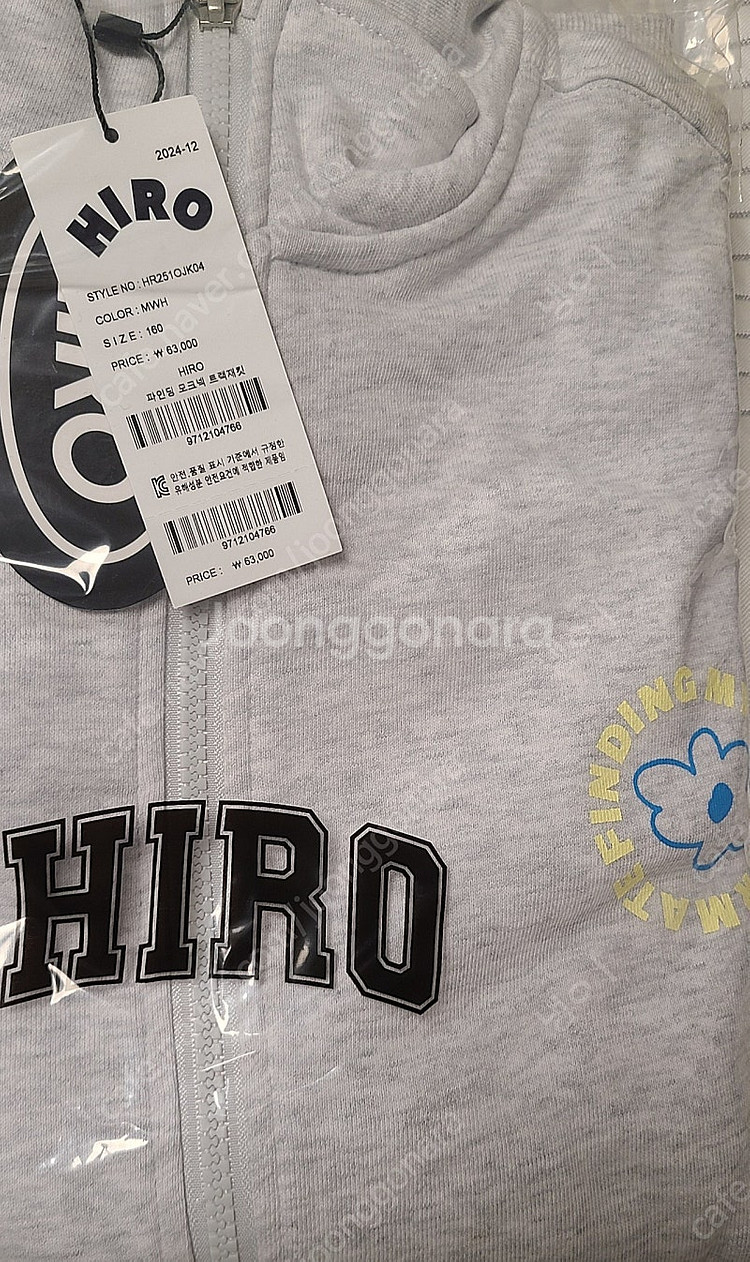 2024-12
HIRO
STYLE NO : HR251OJK04
COLOR : MWH
SIZE : 160
PRICE : ₩ 63,000
HIRO
파인딩 모크넥 트랙재킷
9712104766
KC 안전.품질 표시 기준에서 규정한
유해성분 안전요건에 적합한 제품임
9712104766
PRICE : ₩ 63,000
Joonggonara
FINDING M
MATE
HIRO